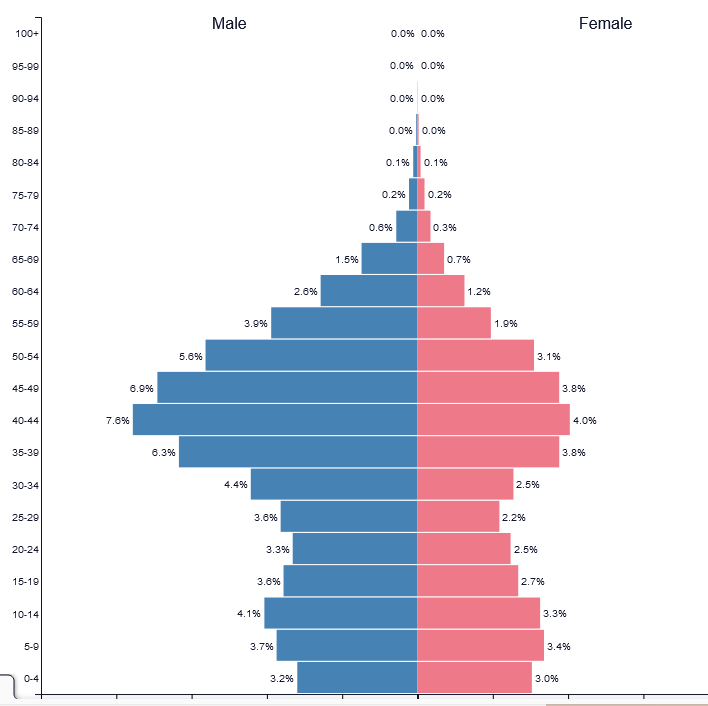 Male Female
100+ 0.0% 0.0%
95-99 0.0% 0.0%
90-94 0.0% 0.0%
85-89 0.0% 0.0%
80-84 0.1% 0.1%
75-79 0.2% 0.2%
70-74 0.6% 0.3%
65-69 1.5% 0.7%
60-64 2.6% 1.2%
55-59 3.9% 1.9%
50-54 5.6% 3.1%
45-49 6.9% 3.8%
40-44 7.6% 4.0%
35-39 6.3% 3.8%
30-34 4.4% 2.5%
25-29 3.6% 2.2%
20-24 3.3% 2.5%
15-19 3.6% 2.7%
10-14 4.1% 3.3%
5-9 3.7% 3.4%
0-4 3.2% 3.0%